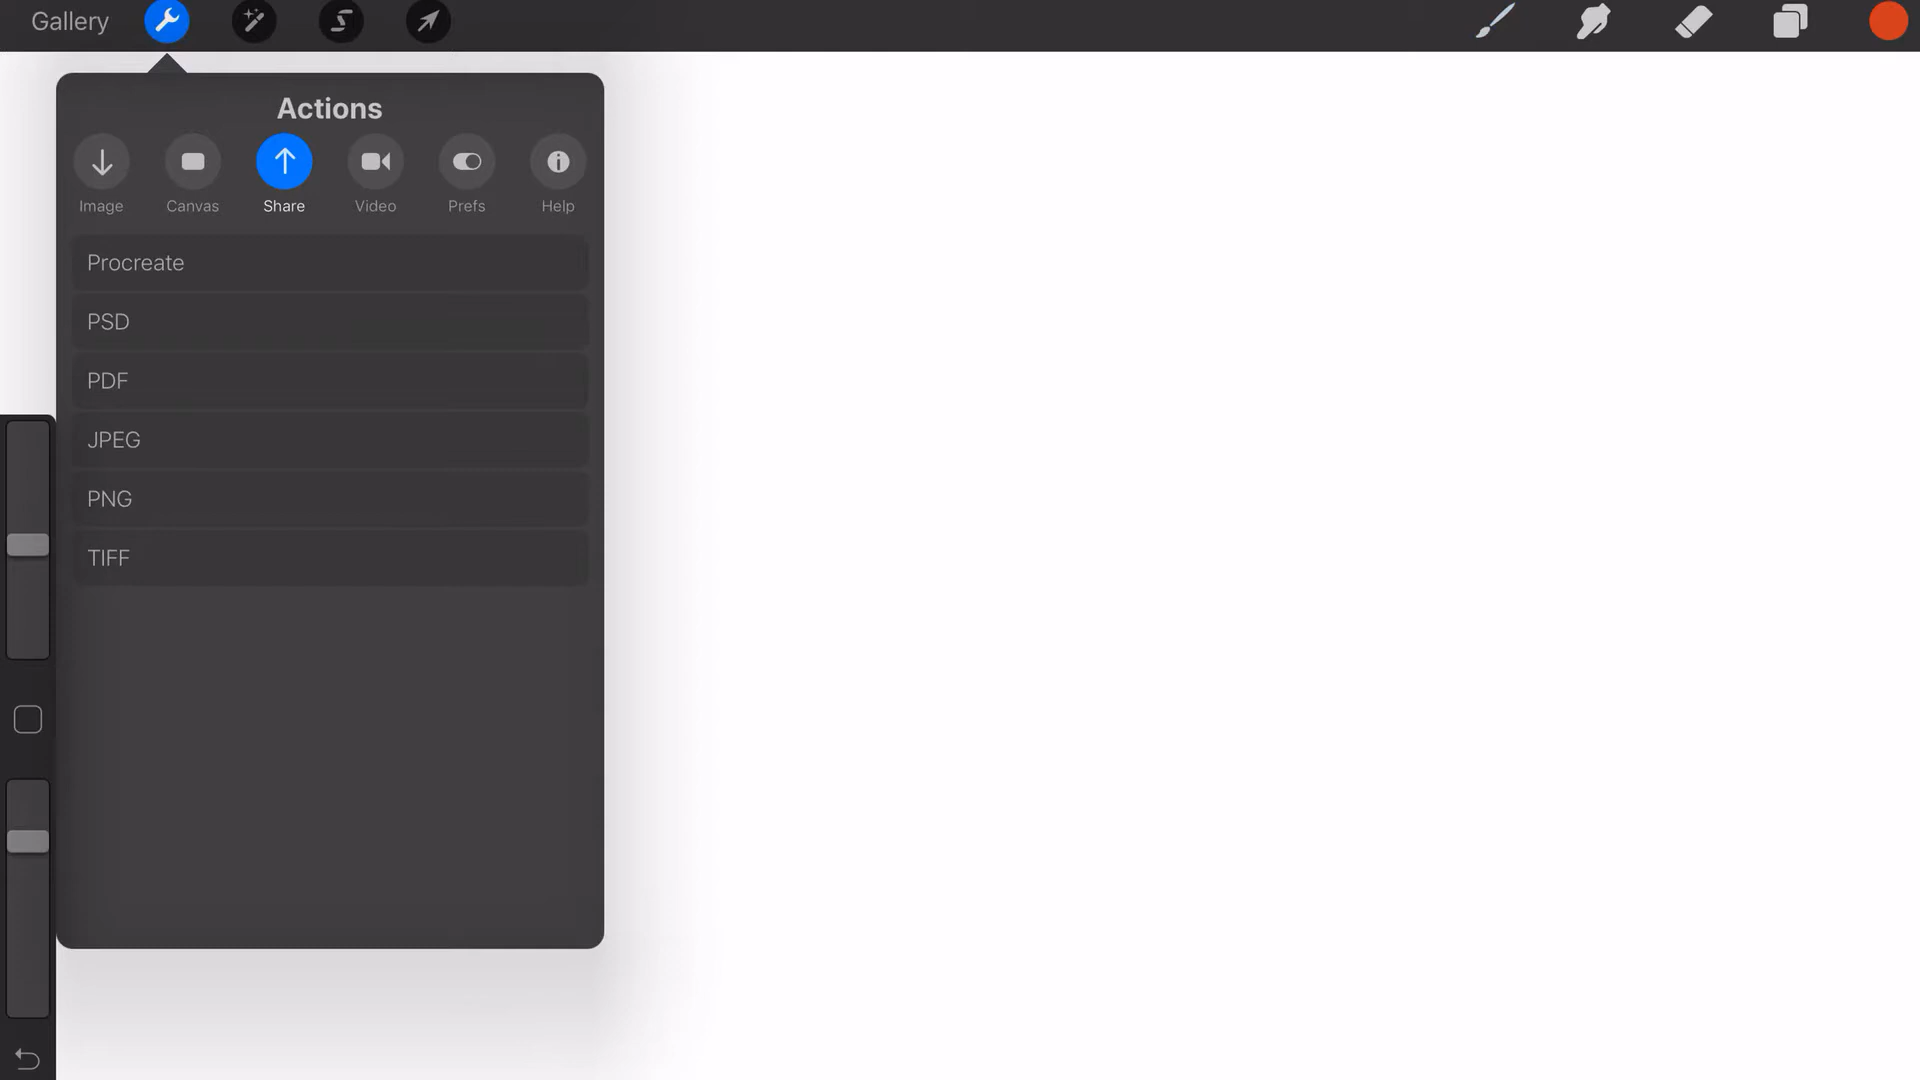 Gallery
Actions
Image Canvas Share Video Prefs Help
Procreate
PSD
PDF
JPEG
PNG
TIFF